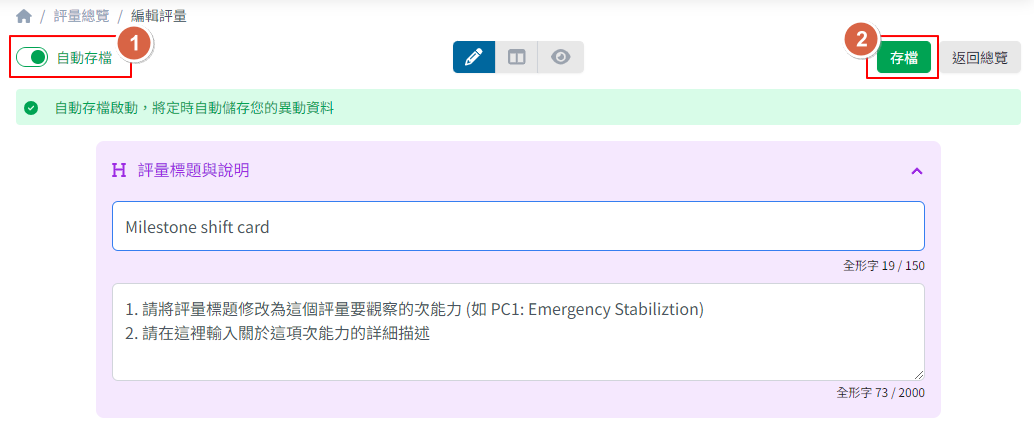 / 評量總覽 / 編輯評量
自動存檔
1
2
存檔
返回總覽
自動存檔啟動，將定時自動儲存您的異動資料
H 評量標題與說明
Milestone shift card
全形字 19 / 150
1. 請將評量標題修改為這個評量要觀察的次能力 (如 PC1: Emergency Stabiliztion)
2. 請在這裡輸入關於這項次能力的詳細描述
全形字 73 / 2000